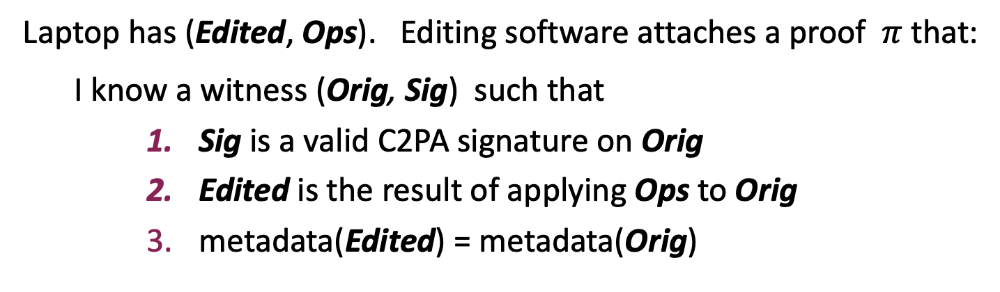 Laptop has (Edited, Ops). Editing software attaches a proof π that:
I know a witness (Orig, Sig) such that
1. Sig is a valid C2PA signature on Orig
2. Edited is the result of applying Ops to Orig
3. metadata(Edited) = metadata(Orig)